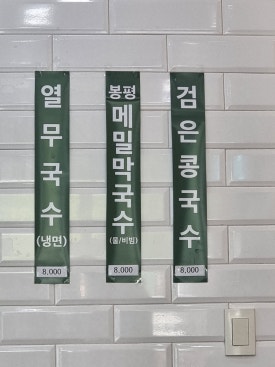 열무국수
(냉면)
8,000
봉평
메밀막국수
(물/비빔)
8,000
검은콩국수
8,000